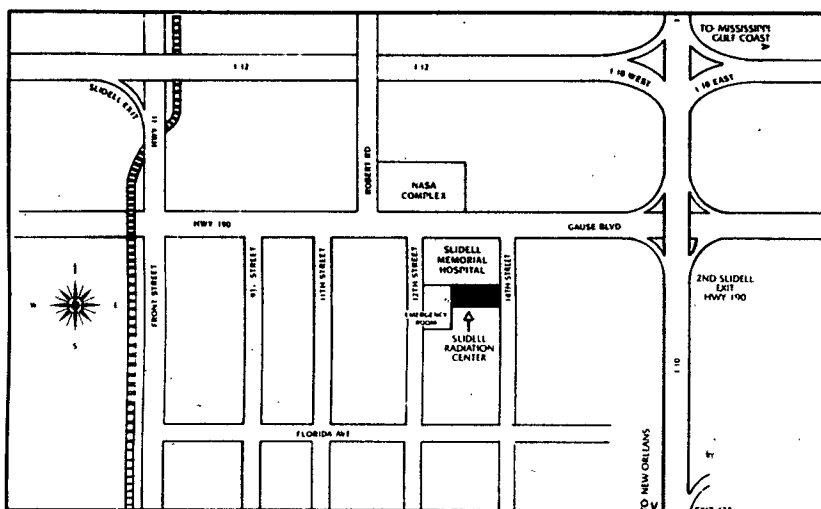 TO MISSISSIPPI
GULF COAST
I-12
I-12
I-10 WEST
I-10 EAST
SLIDELL EXIT
HWY 11
ROBERT RD
NASA
COMPLEX
HWY 190
GAUSE BLVD
FRONT STREET
9TH STREET
11TH STREET
12TH STREET
14TH STREET
SLIDELL
MEMORIAL
HOSPITAL
EMERGENCY
ROOM
SLIDELL
RADIATION
CENTER
2ND SLIDELL
EXIT
HWY 190
W
E
S
I-10
FLORIDA AVE
TO NEW ORLEANS